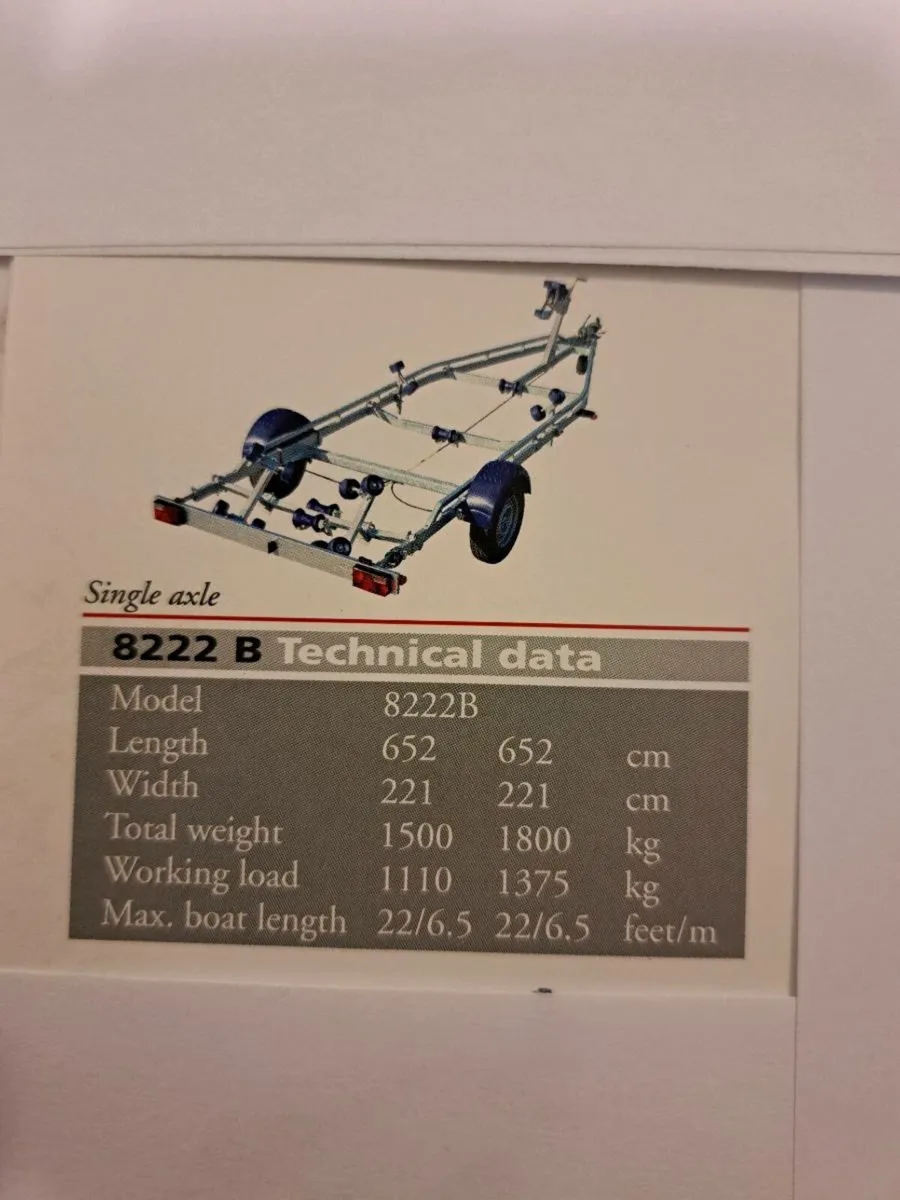 Single axle
8222 B Technical data
Model 8222B
Length 652 652 cm
Width 221 221 cm
Total weight 1500 1800 kg
Working load 1110 1375 kg
Max. boat length 22/6.5 22/6.5 feet/m